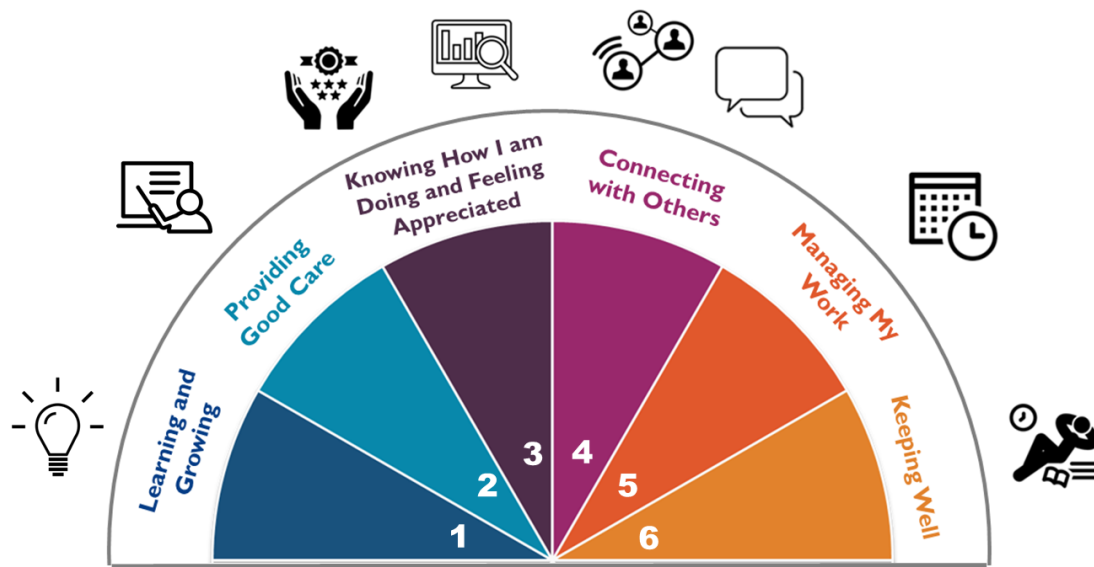 Learning and
Growing
Providing
Good Care
Knowing How I am
Doing and Feeling
Appreciated
Connecting
with Others
Managing My
Work
Keeping Well
1
2
3
4
5
6